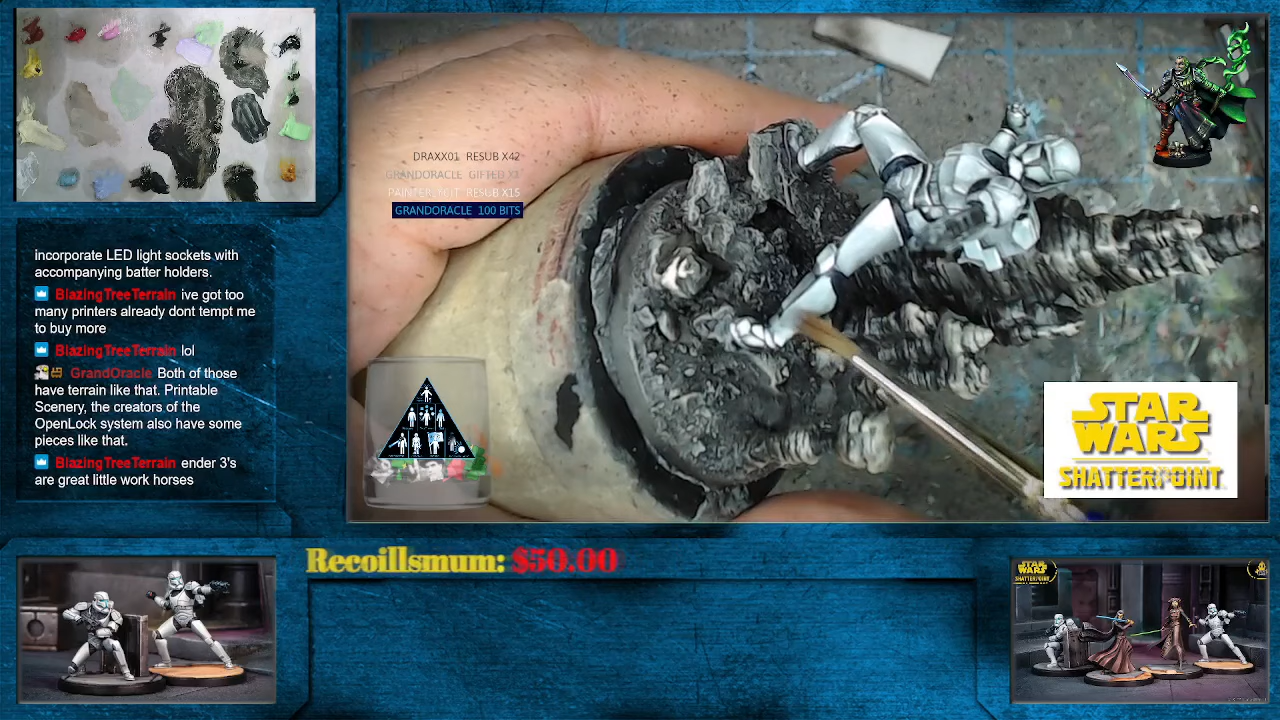 DRAXX01 RESUB X42
GRANDORACLE GIFTED
RESUB X15
GRANDORACLE 100 BITS
incorporate LED light sockets with
accompanying batter holders.
BlazingTreeTerrain ive got too
many printers already dont tempt me
to buy more
BlazingTreeTerrain lol
GrandOracle Both of those
have terrain like that. Printable
Scenery, the creators of the
OpenLock system also have some
pieces like that.
BlazingTreeTerrain ender 3's
are great little work horses
STAR
WARS
SHATTERPOINT
Recoillsmum: $50.00
STAR
WARS
SHATTERPOINT